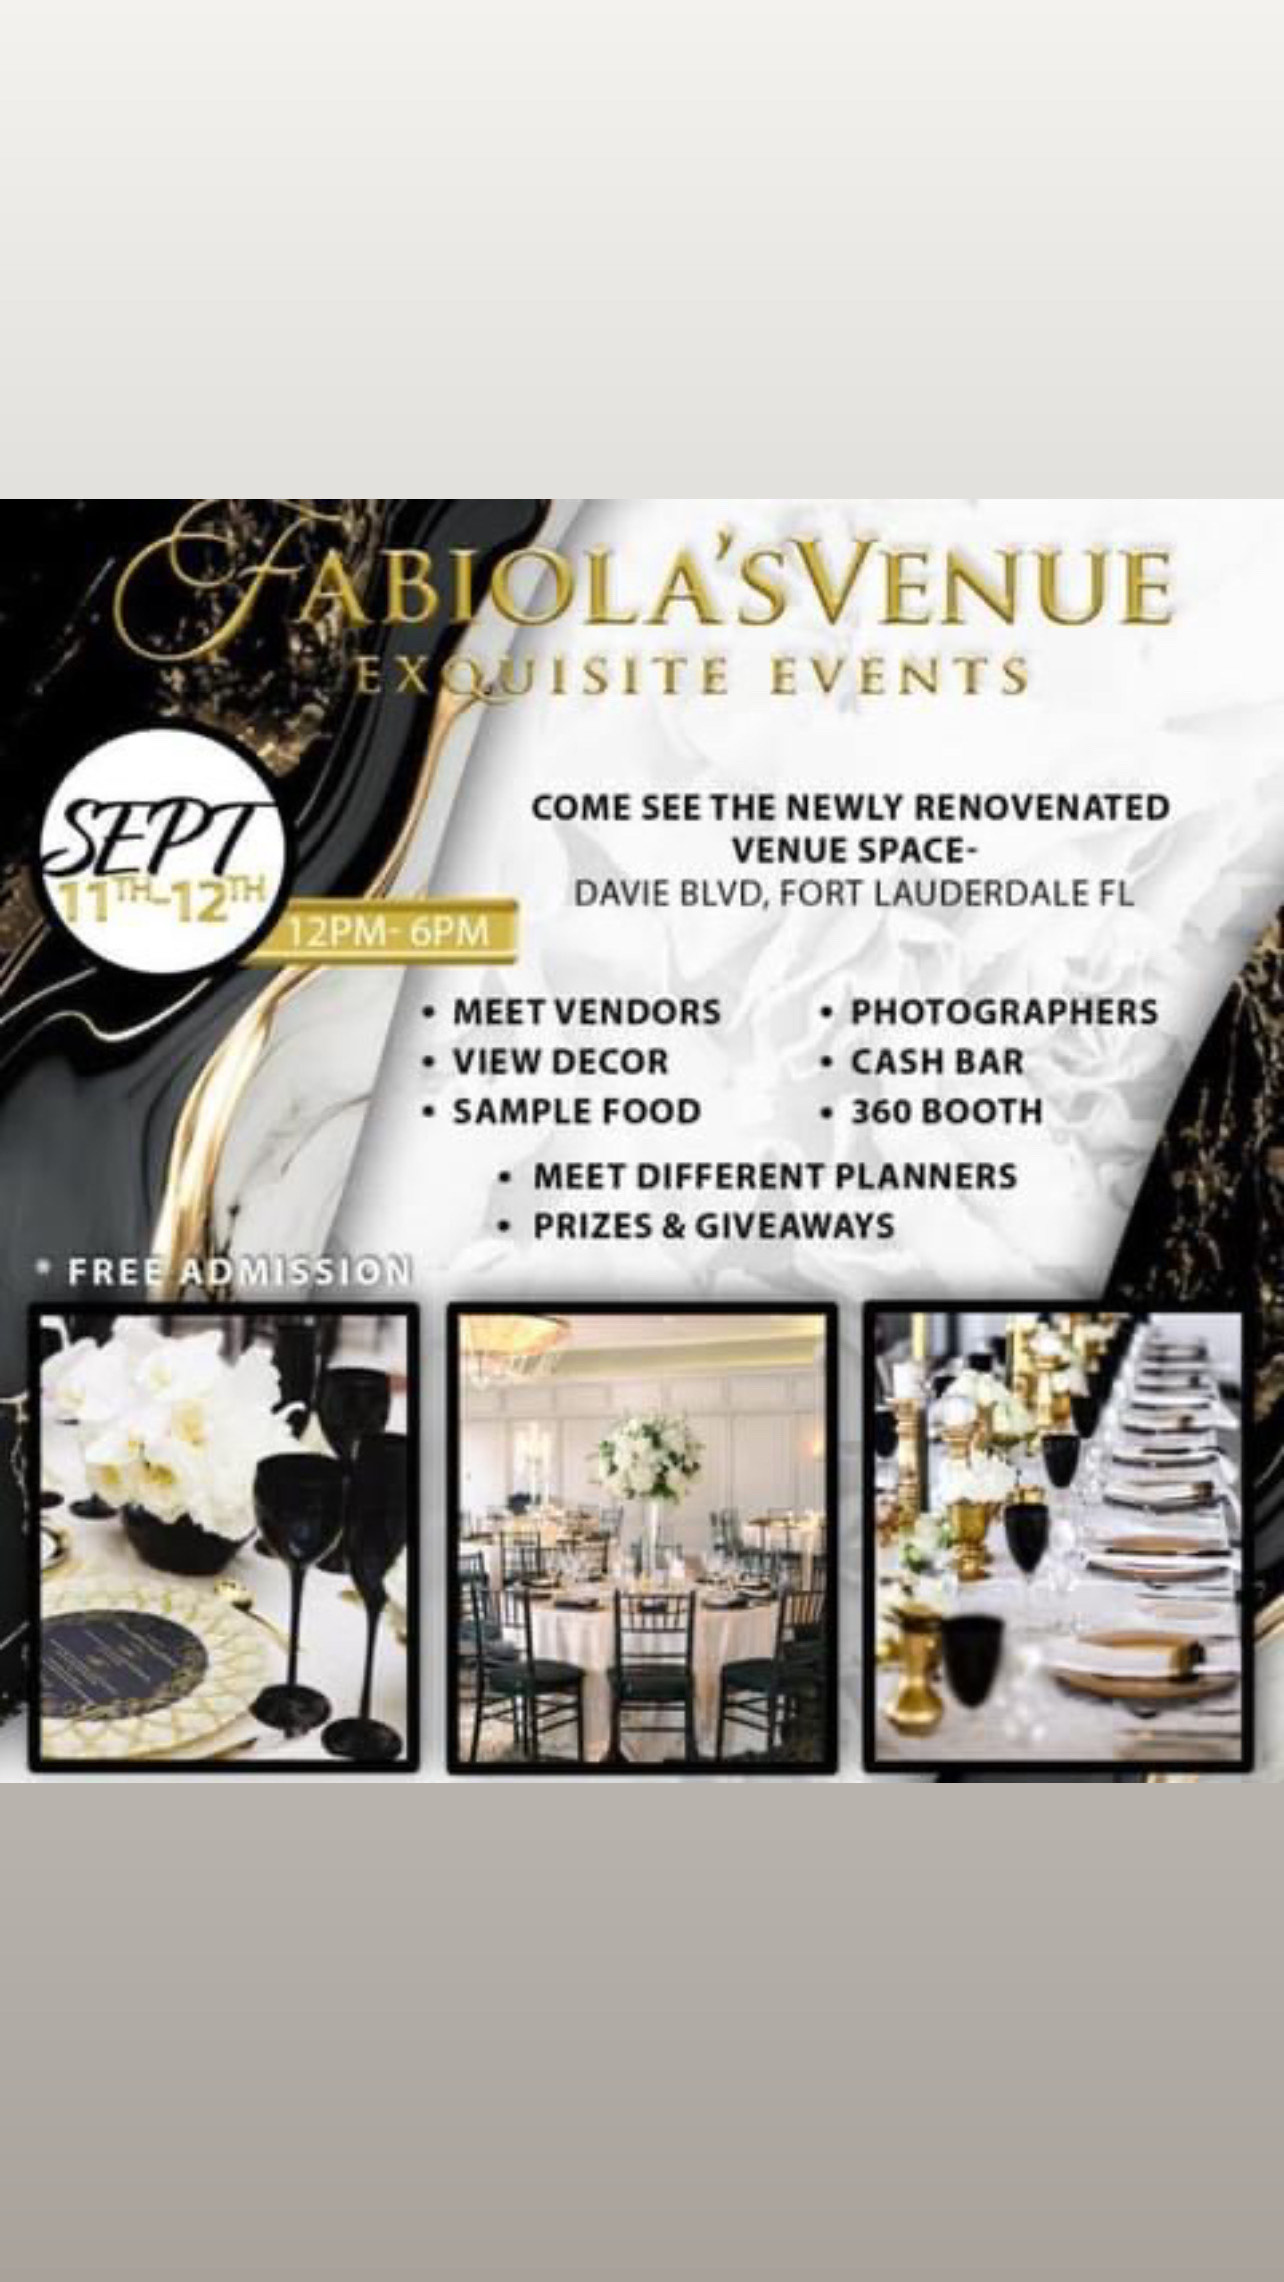 FABIOLA'SVENUE
EXQUISITE EVENTS
SEPT
11TH-12TH
12PM- 6PM
COME SEE THE NEWLY RENOVENATED
VENUE SPACE-
DAVIE BLVD, FORT LAUDERDALE FL
• MEET VENDORS
• VIEW DECOR
• SAMPLE FOOD
• PHOTOGRAPHERS
• CASH BAR
• 360 BOOTH
• MEET DIFFERENT PLANNERS
• PRIZES & GIVEAWAYS
* FREE ADMISSION